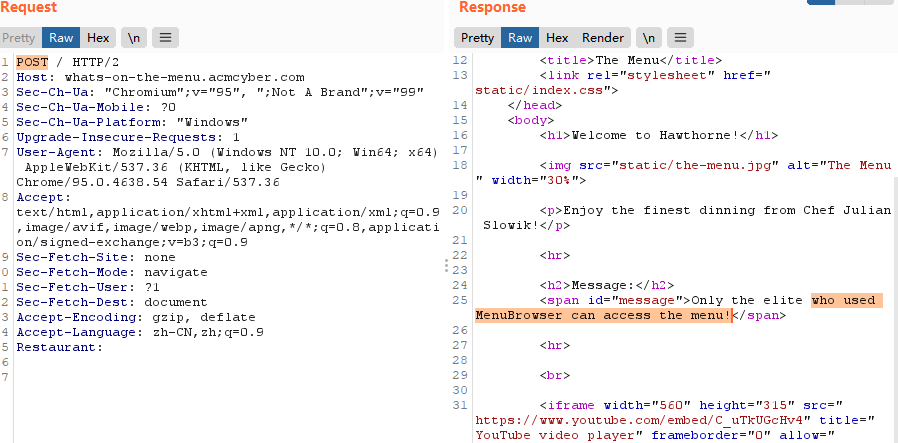 Request
Pretty Raw Hex \n
1 POST / HTTP/2
2 Host: whats-on-the-menu.acmcyber.com
3 Sec-Ch-Ua: "Chromium";v="95", ";Not A Brand";v="99"
4 Sec-Ch-Ua-Mobile: ?0
5 Sec-Ch-Ua-Platform: "Windows"
6 Upgrade-Insecure-Requests: 1
7 User-Agent: Mozilla/5.0 (Windows NT 10.0; Win64; x64)
AppleWebKit/537.36 (KHTML, like Gecko)
Chrome/95.0.4638.54 Safari/537.36
8 Accept:
text/html,application/xhtml+xml,application/xml;q=0.9
,image/avif,image/webp,image/apng,*/*;q=0.8,applicati
on/signed-exchange;v=b3;q=0.9
9 Sec-Fetch-Site: none
0 Sec-Fetch-Mode: navigate
1 Sec-Fetch-User: ?1
2 Sec-Fetch-Dest: document
3 Accept-Encoding: gzip, deflate
4 Accept-Language: zh-CN,zh;q=0.9
5 Restaurant:
6
7
Response
Pretty Raw Hex Render \n
12 <title>The Menu</title>
13 <link rel="stylesheet" href="
static/index.css">
14 </head>
15 <body>
16 <h1>Welcome to Hawthorne!</h1>
17
18 <img src="static/the-menu.jpg" alt="The Menu
" width="30%">
19
20 <p>Enjoy the finest dinning from Chef Julian
Slowik!</p>
21
22 <hr>
23
24 <h2>Message:</h2>
25 <span id="message">Only the elite who used
MenuBrowser can access the menu!</span>
26
27 <hr>
28
29 <br>
30
31 <iframe width="560" height="315" src="
https://www.youtube.com/embed/C_uTkUGcHv4" title="
YouTube video player" frameborder="0" allow="